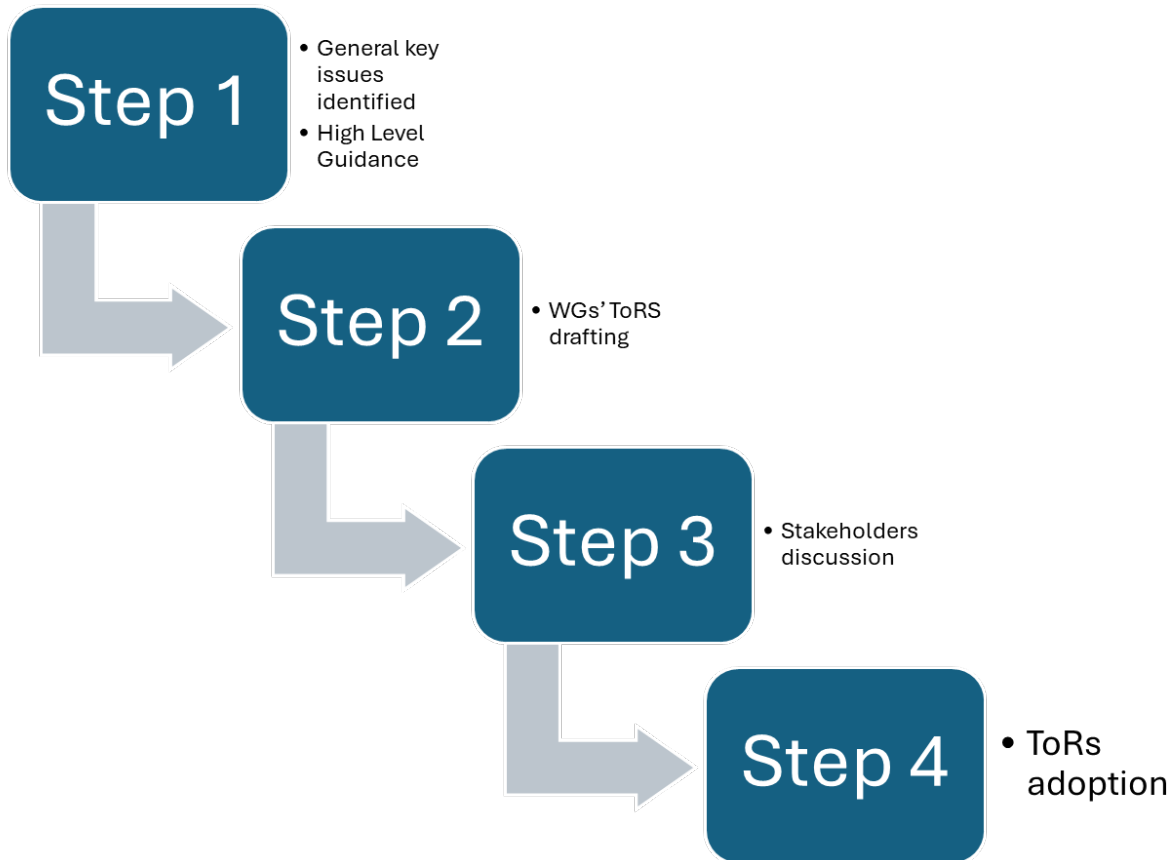 Step 1
• General key
issues
identified
• High Level
Guidance
Step 2
• WGs’ ToRS
drafting
Step 3
• Stakeholders
discussion
Step 4
• ToRs
adoption